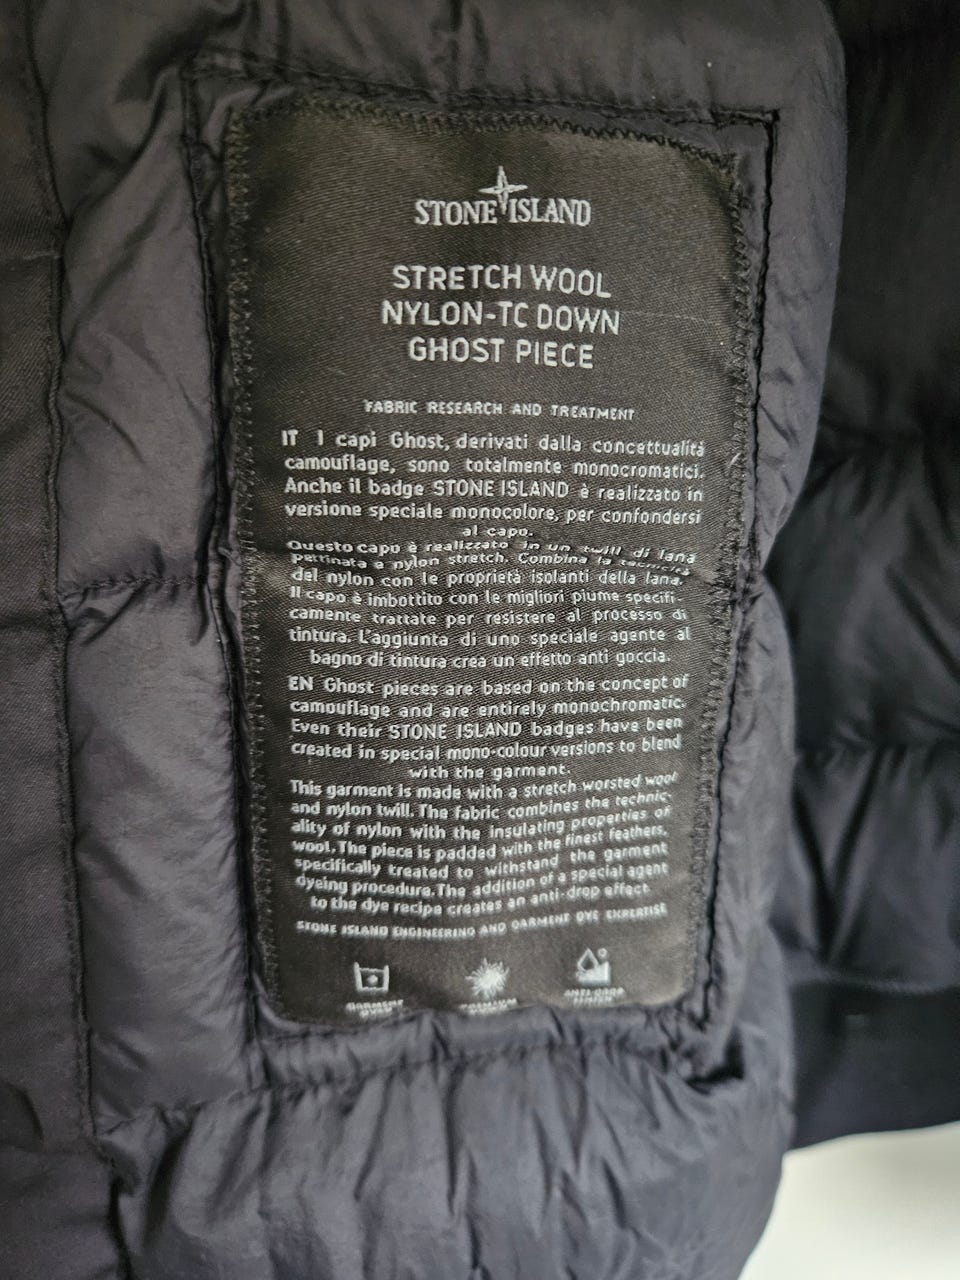 STONE ISLAND
STRETCH WOOL
NYLON-TC DOWN
GHOST PIECE
FABRIC RESEARCH AND TREATMENT
IT I capi Ghost, derivati dalla concettualità
camouflage, sono totalmente monocromatici.
Anche il badge STONE ISLAND è realizzato in
versione speciale monocolore, per confondersi
al capo.
Questo capo è realizzato in un twill di lana
pettinata e nylon stretch. Combina la tecnicità
del nylon con le proprietà isolanti della lana.
Il capo è imbottito con le migliori piume specifi-
camente trattate per resistere al processo di
tintura. L'aggiunta di uno speciale agente al
bagno di tintura crea un effetto anti goccia.
EN Ghost pieces are based on the concept of
camouflage and are entirely monochromatic.
Even their STONE ISLAND badges have been
created in special mono-colour versions to blend
with the garment.
This garment is made with a stretch worsted wool
and nylon twill. The fabric combines the technic-
ality of nylon with the insulating properties of
wool. The piece is padded with the finest feathers,
specifically treated to withstand the garment
dyeing procedure. The addition of a special agent
to the dye recipe creates an anti-drop effect.
STONE ISLAND ENGINEERING AND GARMENT DYE EXPERTISE
GARMENT ANTI-DROP